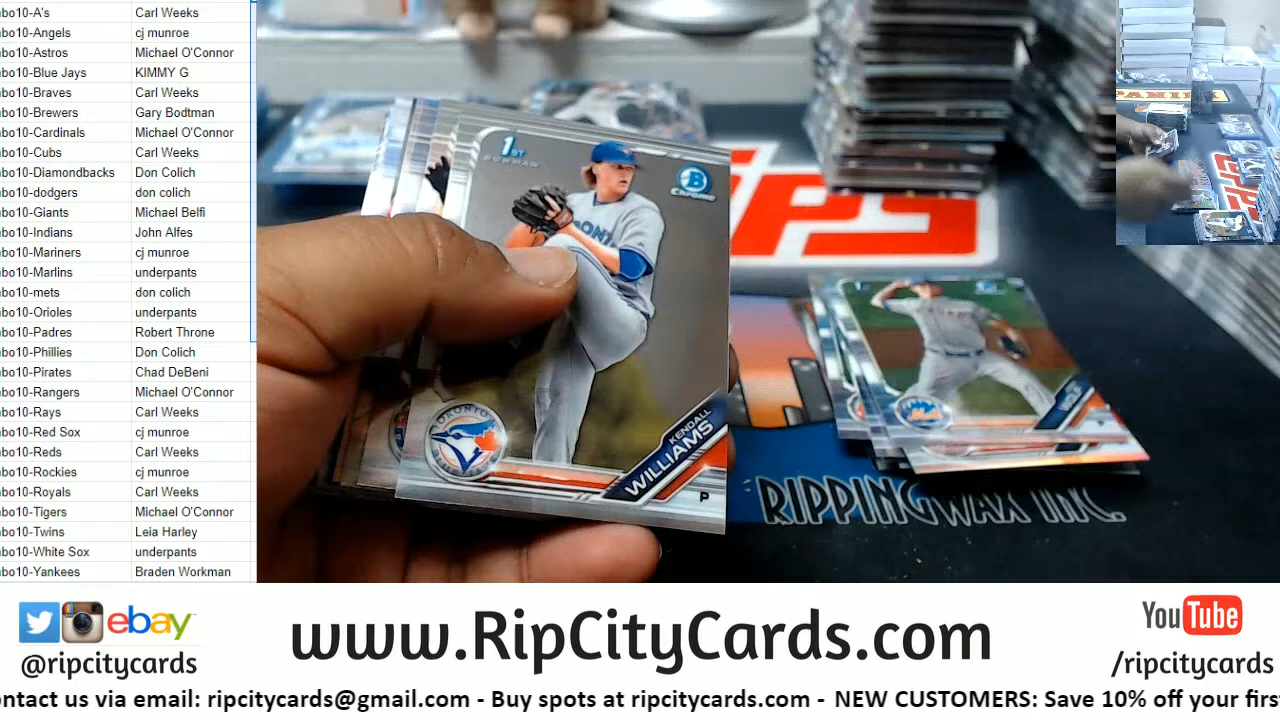 bo10-A's Carl Weeks
bo10-Angels cj munroe
bo10-Astros Michael O'Connor
bo10-Blue Jays KIMMY G
bo10-Braves Carl Weeks
bo10-Brewers Gary Bodtman
bo10-Cardinals Michael O'Connor
bo10-Cubs Carl Weeks
bo10-Diamondbacks Don Colich
bo10-dodgers don colich
bo10-Giants Michael Belfi
bo10-Indians John Alfes
bo10-Mariners cj munroe
bo10-Marlins underpants
bo10-mets don colich
bo10-Orioles underpants
bo10-Padres Robert Throne
bo10-Phillies Don Colich
bo10-Pirates Chad DeBeni
bo10-Rangers Michael O'Connor
bo10-Rays Carl Weeks
bo10-Red Sox cj munroe
bo10-Reds Carl Weeks
bo10-Rockies cj munroe
bo10-Royals Carl Weeks
bo10-Tigers Michael O'Connor
bo10-Twins Leia Harley
bo10-White Sox underpants
bo10-Yankees Braden Workman
1ST
BOWMAN
B
Chrome
KENDALL
WILLIAMS
P
Mets
PS
RIPPINGWAX INC.
PANINI
ebay
@ripcitycards
www.RipCityCards.com
YouTube
/ripcitycards
ontact us via email: ripcitycards@gmail.com - Buy spots at ripcitycards.com - NEW CUSTOMERS: Save 10% off your firs